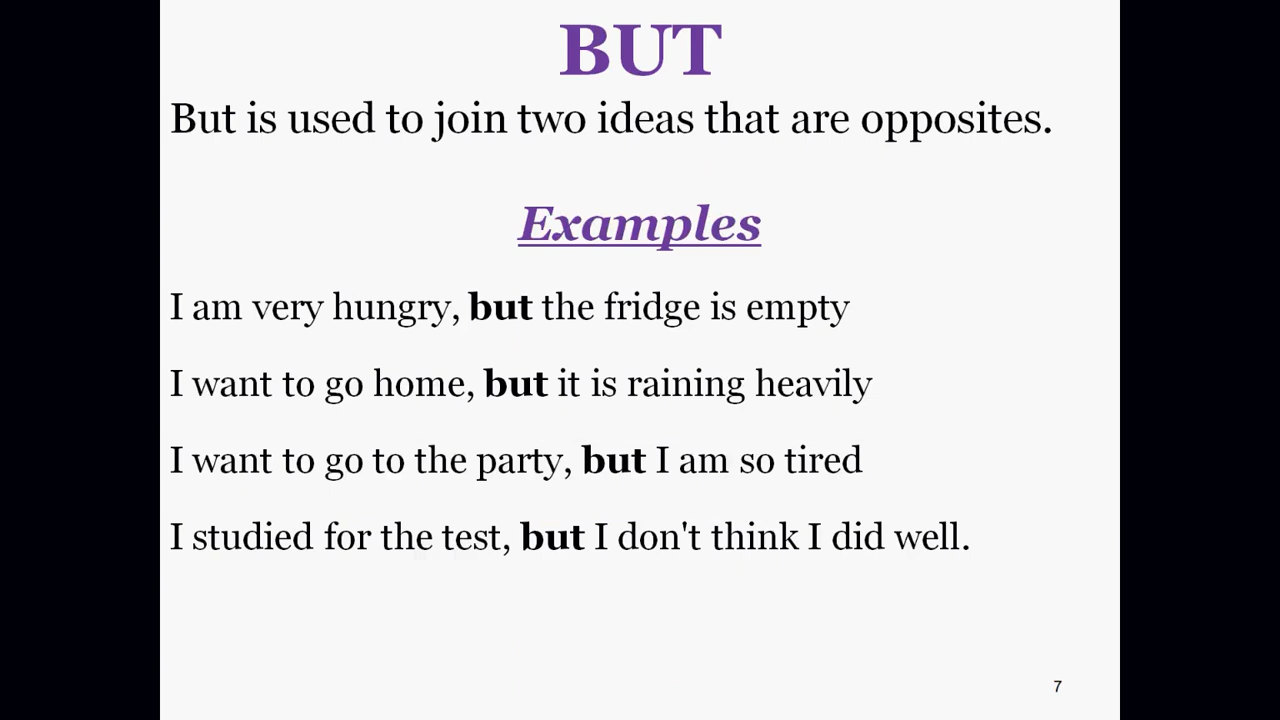 BUT
But is used to join two ideas that are opposites.
Examples
I am very hungry, but the fridge is empty
I want to go home, but it is raining heavily
I want to go to the party, but I am so tired
I studied for the test, but I don't think I did well.
7